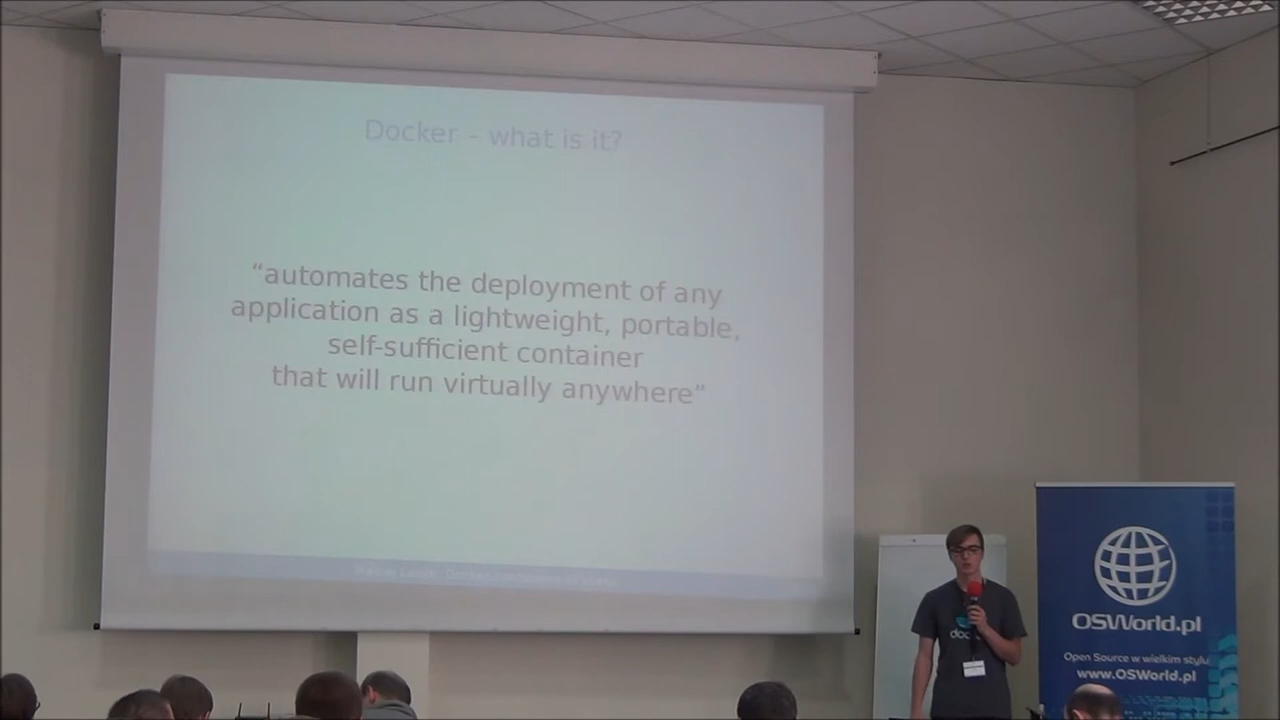 Docker - what is it?
“automates the deployment of any
application as a lightweight, portable,
self-sufficient container
that will run virtually anywhere”
OSWorld.pl
Open Source w wielkim stylu
www.OSWorld.pl